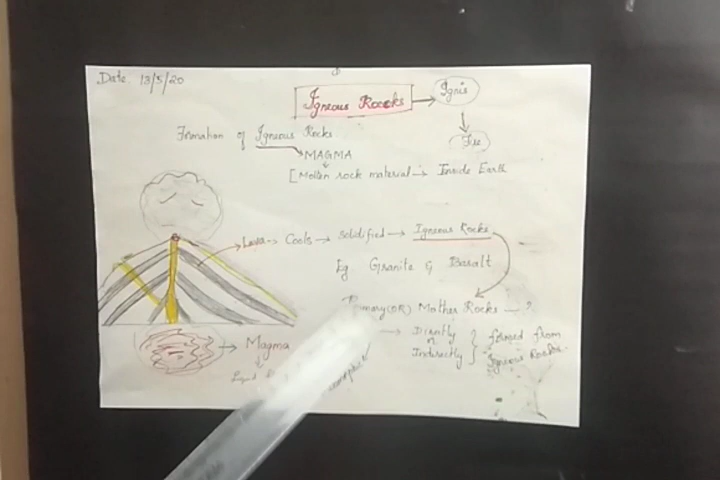 Date. 13/5/20
Igneous Rocks → Ignis
Fire
Formation of Igneous Rocks.
MAGMA
[Molten rock material → Inside Earth
Lava → Cools → Solidified → Igneous Rocks
Eg Granite & Basalt
Primary (OR) Mother Rocks — ?
→ Directly or Indirectly } formed from Igneous Rocks.
→ Magma